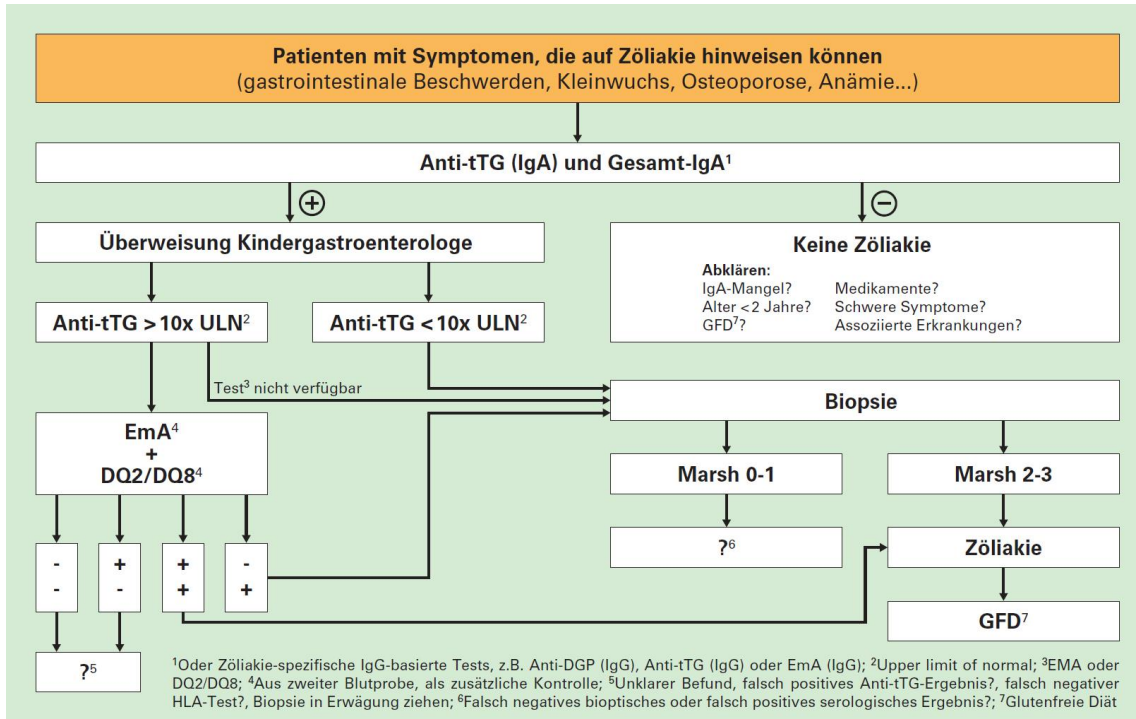 Patienten mit Symptomen, die auf Zöliakie hinweisen können
(gastrointestinale Beschwerden, Kleinwuchs, Osteoporose, Anämie...)
Anti-tTG (IgA) und Gesamt-IgA¹
+
−
Überweisung Kindergastroenterologe
Keine Zöliakie
Abklären:
IgA-Mangel? Medikamente?
Alter <2 Jahre? Schwere Symptome?
GFD⁷? Assoziierte Erkrankungen?
Anti-tTG > 10x ULN²
Anti-tTG < 10x ULN²
Test³ nicht verfügbar
Biopsie
EmA⁴
+
DQ2/DQ8⁴
Marsh 0-1
Marsh 2-3
- + + -
- - + +
?⁶
Zöliakie
GFD⁷
?⁵
¹Oder Zöliakie-spezifische IgG-basierte Tests, z.B. Anti-DGP (IgG), Anti-tTG (IgG) oder EmA (IgG); ²Upper limit of normal; ³EMA oder
DQ2/DQ8; ⁴Aus zweiter Blutprobe, als zusätzliche Kontrolle; ⁵Unklarer Befund, falsch positives Anti-tTG-Ergebnis?, falsch negativer
HLA-Test?, Biopsie in Erwägung ziehen; ⁶Falsch negatives bioptisches oder falsch positives serologisches Ergebnis?; ⁷Glutenfreie Diät